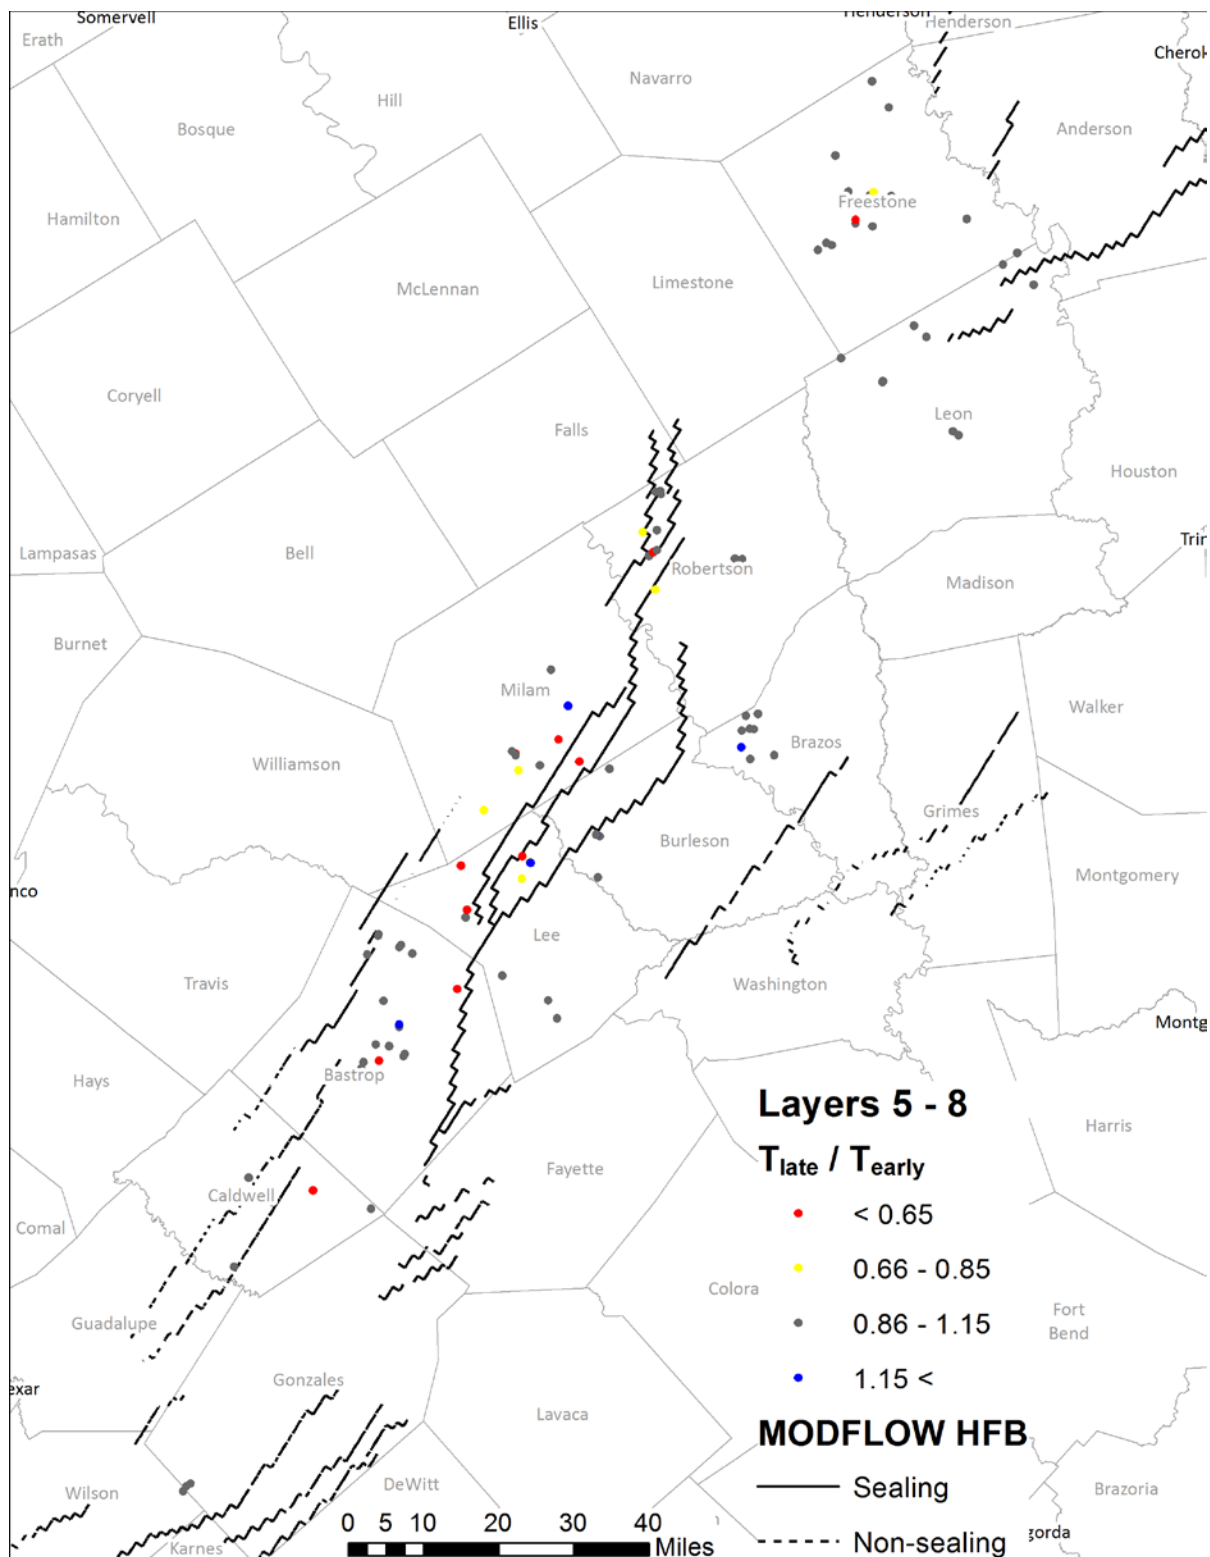 Somervell
Ellis
Henderson
Henderson
Erath
Navarro
Cherok
Hill
Bosque
Anderson
Freestone
Hamilton
Limestone
McLennan
Coryell
Leon
Falls
Houston
Lampasas
Bell
Trin
Robertson
Madison
Burnet
Milam
Walker
Brazos
Williamson
Grimes
Burleson
Montgomery
nco
Lee
Travis
Washington
Montg
Hays
Bastrop
Layers 5 - 8
Harris
Tlate / Tearly
Fayette
Caldwell
< 0.65
Comal
0.66 - 0.85
Colora
Guadalupe
Fort
Bend
0.86 - 1.15
Gonzales
exar
1.15 <
Lavaca
MODFLOW HFB
DeWitt
Wilson
Sealing
Brazoria
0 5 10 20 30 40
Miles
Non-sealing
gorda
Karnes